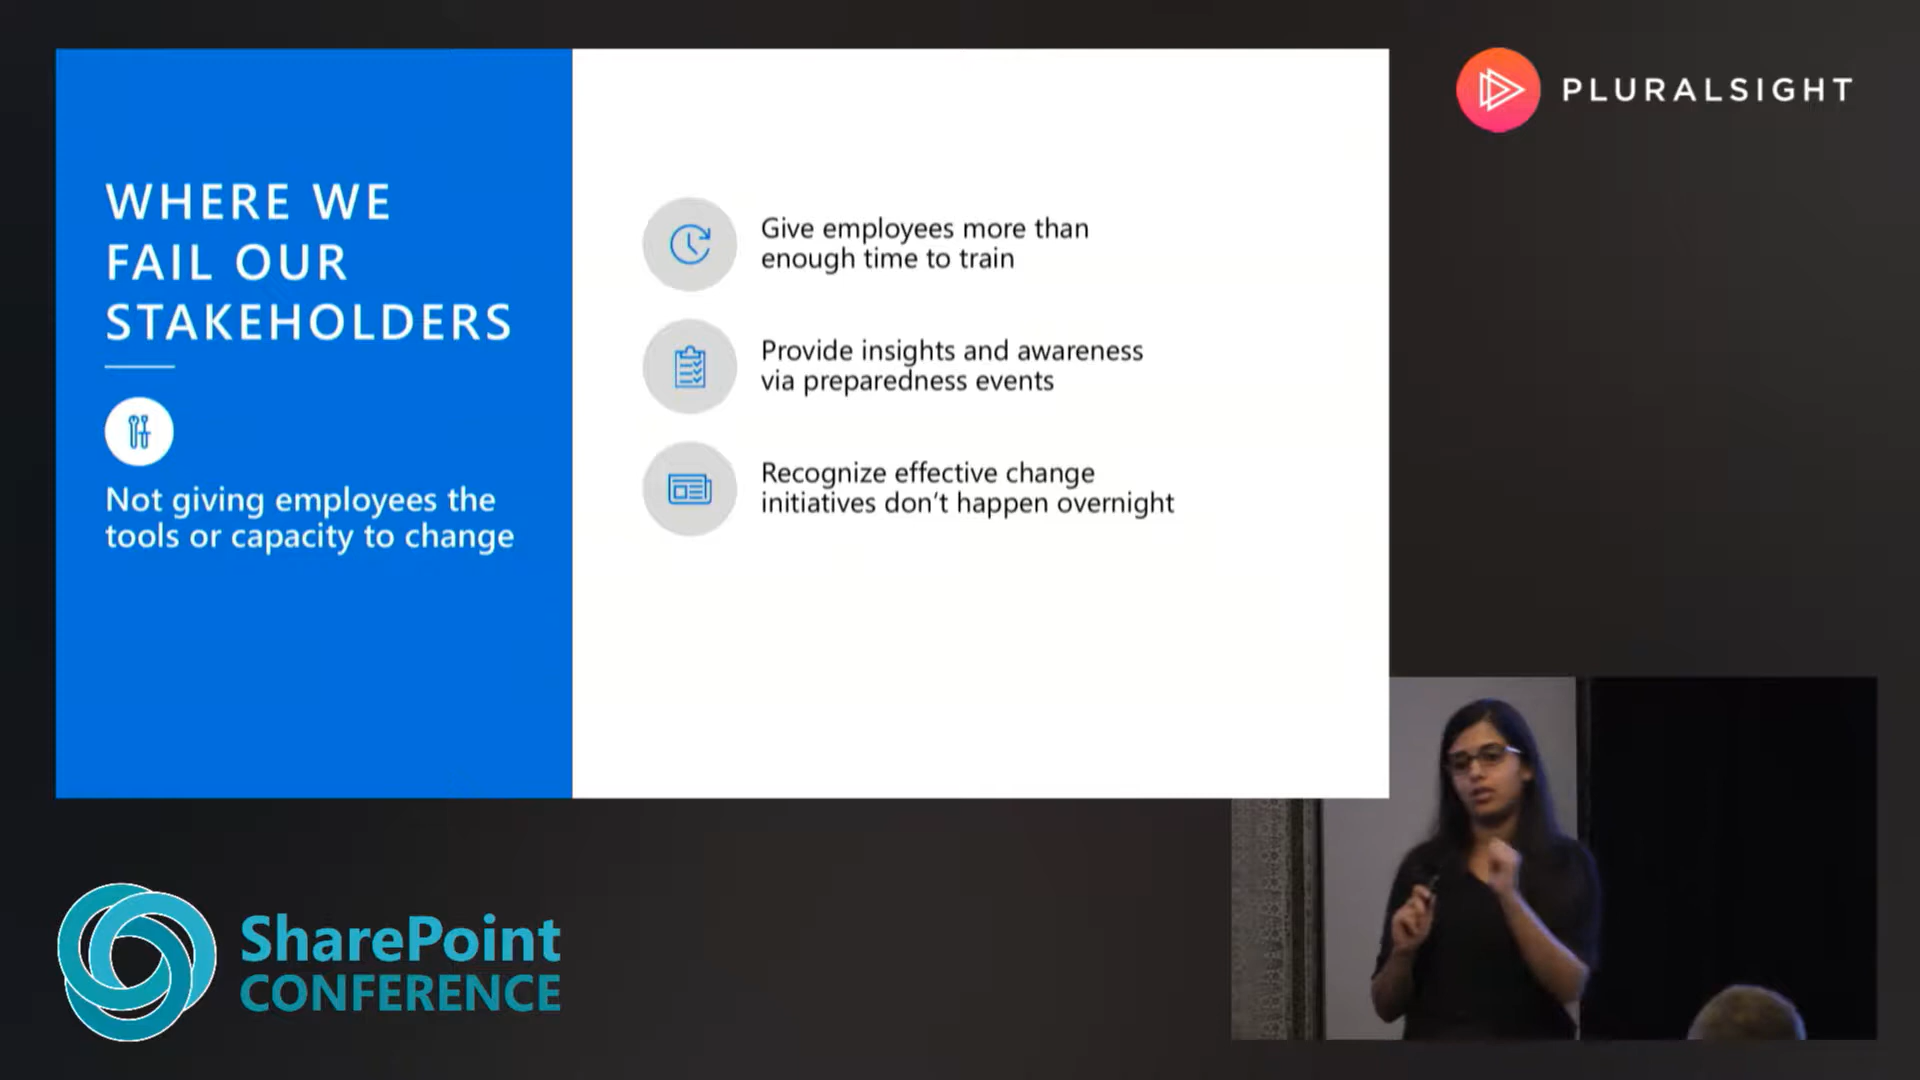 WHERE WE
FAIL OUR
STAKEHOLDERS
Not giving employees the
tools or capacity to change
Give employees more than
enough time to train
Provide insights and awareness
via preparedness events
Recognize effective change
initiatives don't happen overnight
PLURALSIGHT
SharePoint
CONFERENCE